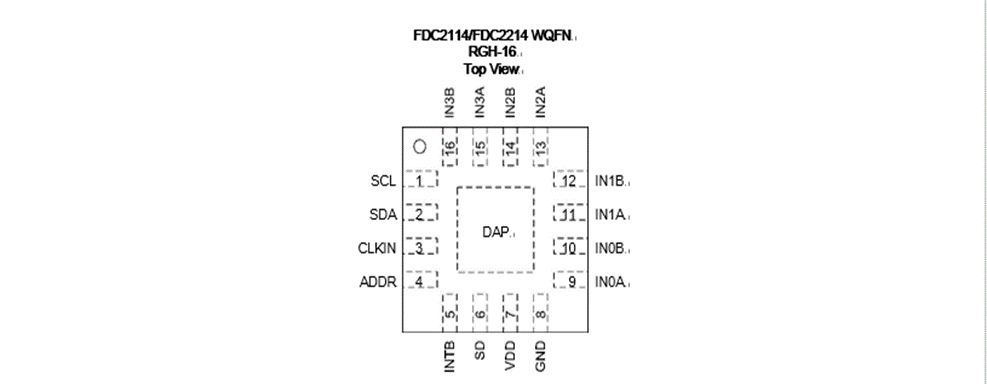 FDC2114/FDC2214 WQFN
RGH-16
Top View
IN3B IN3A IN2B IN2A
16 15 14 13
SCL 1 12 IN1B
SDA 2 11 IN1A
DAP
CLKIN 3 10 IN0B
ADDR 4 9 IN0A
5 6 7 8
INTB SD VDD GND